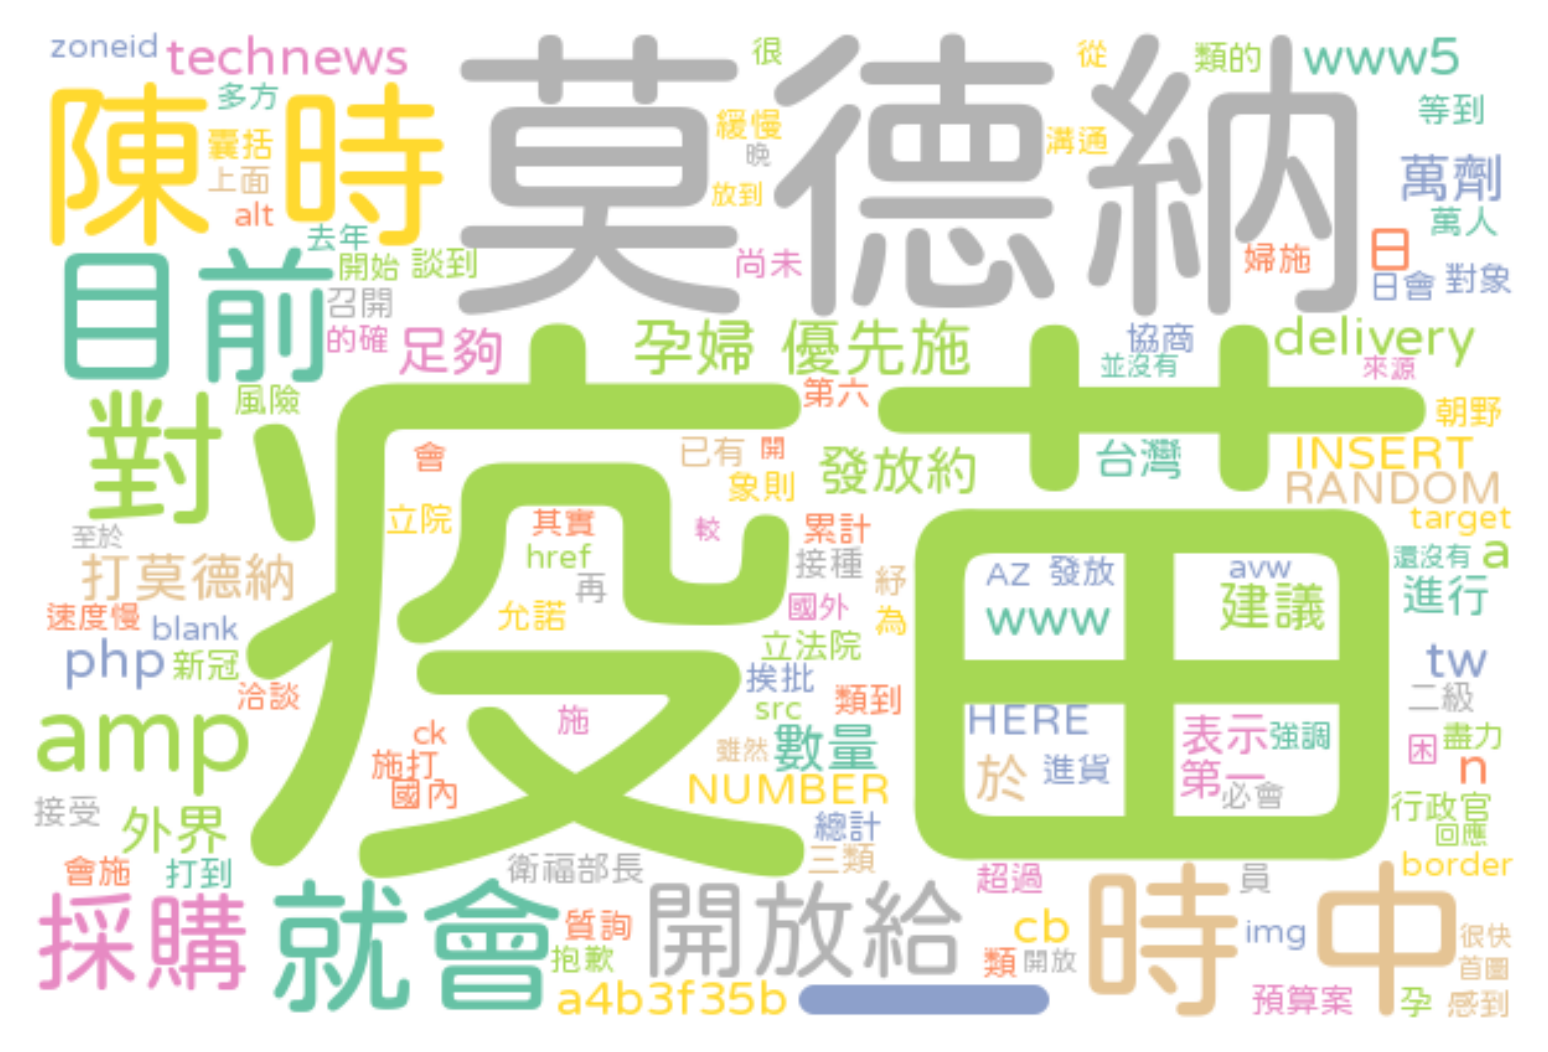 zoneid
technews
很
從
類的
www5
陳時
多方
囊括
上面
alt
莫德納
緩慢
晚
放到
溝通
等到
萬劑
萬人
去年
目前
開始
談到
召開
的確
足夠
尚未
婦施
日
日會
對象
孕婦
優先施
協商
並沒有
delivery
來源
疫苗
對
風險
第六
朝野
會
已有
開
象則
發放約
台灣
INSERT
RANDOM
target
立院
其實
href
再
允諾
較
累計
接種
國外
紓
為
AZ
發放
avw
www
建議
還沒有
a
進行
至於
打莫德納
速度慢
blank
php
新冠
洽談
立法院
挨批
src
類到
tw
二級
amp
ck
施
施打
國內
雖然
數量
NUMBER
HERE
於
進貨
表示
強調
第一
必會
困
盡力
n
接受
外界
總計
三類
行政官
回應
會施
打到
衛福部長
超過
員
border
採購
就會
質詢
抱歉
開放給
cb
類
開放
時中
img
很快
首圖
a4b3f35b
預算案
孕
感到